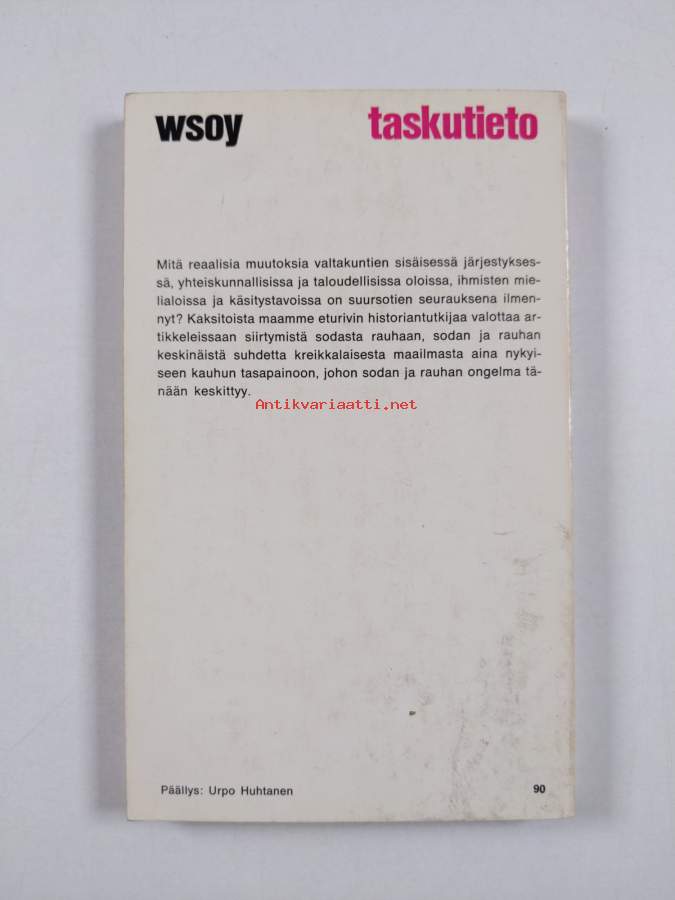 wsoy taskutieto
Mitä reaalisia muutoksia valtakuntien sisäisessä järjestykses-
sä, yhteiskunnallisissa ja taloudellisissa oloissa, ihmisten mie-
lialoissa ja käsitystavoissa on suursotien seurauksena ilmen-
nyt? Kaksitoista maamme eturivin historiantutkijaa valottaa ar-
tikkeleissaan siirtymistä sodasta rauhaan, sodan ja rauhan
keskinäistä suhdetta kreikkalaisesta maailmasta aina nykyi-
seen kauhun tasapainoon, johon sodan ja rauhan ongelma tä-
nään keskittyy.
Antikvariaatti.net
Päällys: Urpo Huhtanen 90